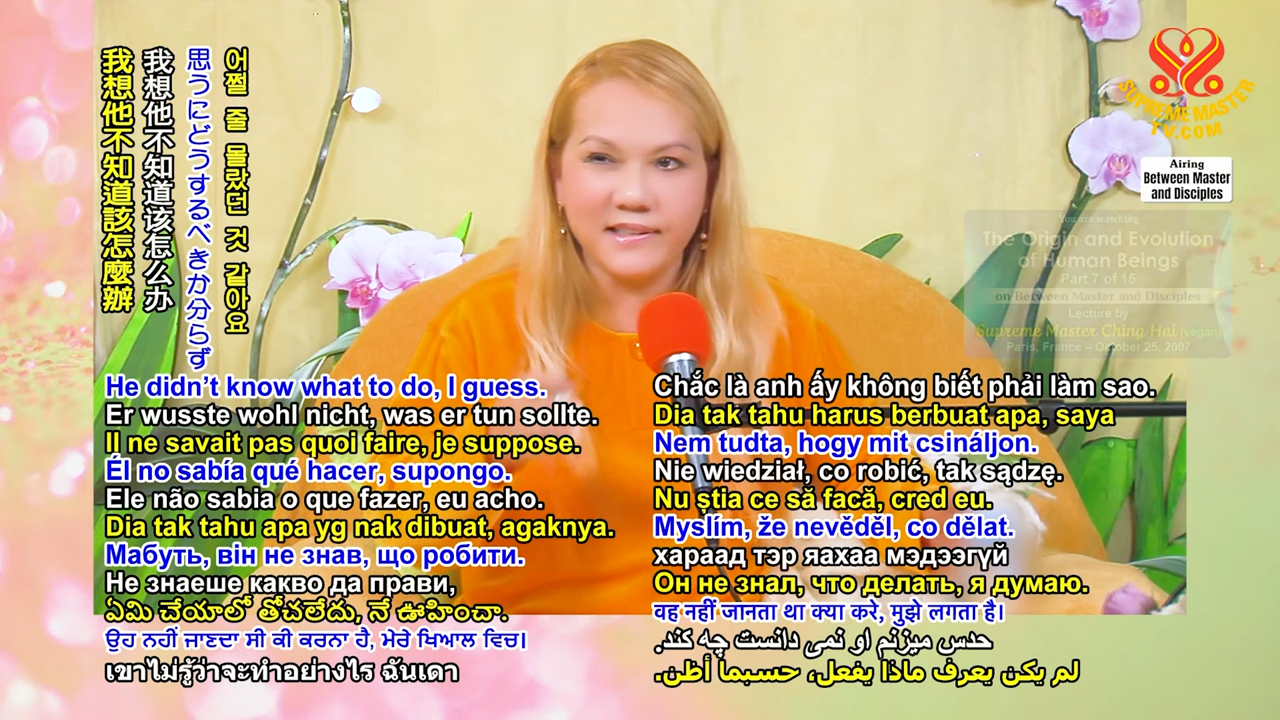 我想他不知道該怎麼辦
我想他不知道该怎么办
思うにどうするべきか分らず
어쩔 줄 몰랐던 것 같아요
SUPREME MASTER
TV.COM
Airing
Between Master
and Disciples
You are watching
The Origin and Evolution
of Human Beings
Part 7 of 15
on Between Master and Disciples
Lecture by
Supreme Master Ching Hai (vegan)
Paris, France – October 25, 2007
He didn’t know what to do, I guess.
Er wusste wohl nicht, was er tun sollte.
Il ne savait pas quoi faire, je suppose.
Él no sabía qué hacer, supongo.
Ele não sabia o que fazer, eu acho.
Dia tak tahu apa yg nak dibuat, agaknya.
Мабуть, він не знав, що робити.
Не знаеше какво да прави,
ఏమి చేయాలో తోచలేదు, నే ఊహించా.
ਉਹ ਨਹੀਂ ਜਾਣਦਾ ਸੀ ਕੀ ਕਰਨਾ ਹੈ, ਮੇਰੇ ਖਿਆਲ ਵਿਚ।
เขาไม่รู้ว่าจะทำอย่างไร ฉันเดา
Chắc là anh ấy không biết phải làm sao.
Dia tak tahu harus berbuat apa, saya
Nem tudta, hogy mit csináljon.
Nie wiedział, co robić, tak sądzę.
Nu știa ce să facă, cred eu.
Myslím, že nevěděl, co dělat.
хараад тэр яахаа мэдээгүй
Он не знал, что делать, я думаю.
वह नहीं जानता था क्या करे, मुझे लगता है।
حدس میزنم او نمی دانست چه کند.
لم يكن يعرف ماذا يفعل، حسبما أظن.